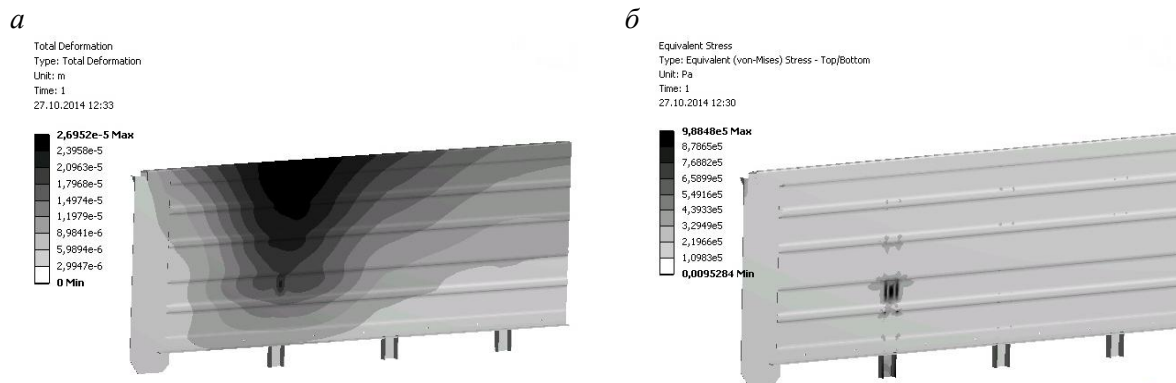 а
Total Deformation
Type: Total Deformation
Unit: m
Time: 1
27.10.2014 12:33
2,6952e-5 Max
2,3958e-5
2,0963e-5
1,7968e-5
1,4974e-5
1,1979e-5
8,9841e-6
5,9894e-6
2,9947e-6
0 Min
б
Equivalent Stress
Type: Equivalent (von-Mises) Stress - Top/Bottom
Unit: Pa
Time: 1
27.10.2014 12:30
9,8848e5 Max
8,7865e5
7,6882e5
6,5899e5
5,4916e5
4,3933e5
3,2949e5
2,1966e5
1,0983e5
0,0095284 Min